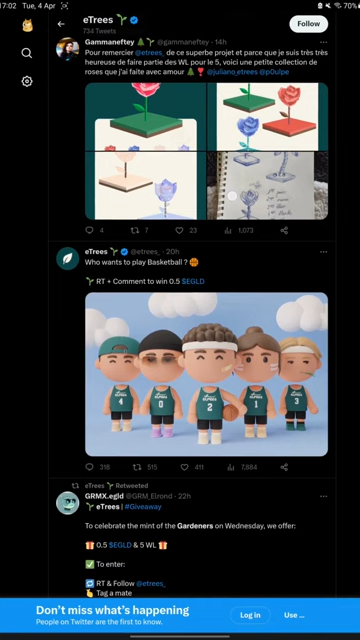 17:02 Tue, 4 Apr 70%
eTrees
734 Tweets
Follow
Gammaneftey @gammaneftey · 14h
Pour remercier @etrees_ de ce superbe projet et parce que je suis très très
heureuse de faire partie des WL pour le 5, voici une petite collection de
roses que j'ai faite avec amour @juliano_etrees @p0ulpe
4 7 23 1,073
eTrees @etrees_ · 20h
Who wants to play Basketball ?
RT + Comment to win 0.5 $EGLD
4 0 2 1 3
318 515 411 7,884
eTrees Retweeted
GRMX.egld @GRM_Elrond · 22h
eTrees | #Giveaway
To celebrate the mint of the Gardeners on Wednesday, we offer:
0.5 $EGLD & 5 WL
To enter:
RT & Follow @etrees_
Tag a mate
Don't miss what's happening
People on Twitter are the first to know.
Log in
Use ...